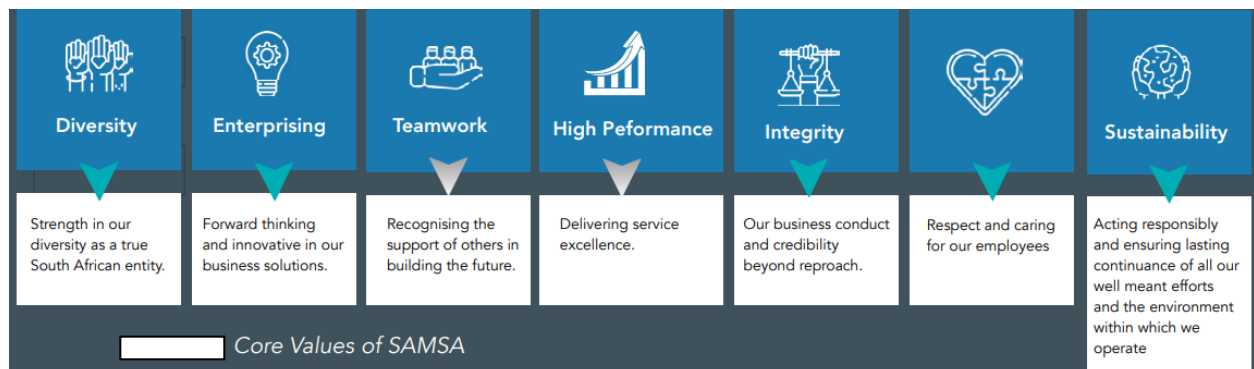 Diversity
Strength in our
diversity as a true
South African entity.
Enterprising
Forward thinking
and innovative in our
business solutions.
Teamwork
Recognising the
support of others in
building the future.
High Peformance
Delivering service
excellence.
Integrity
Our business conduct
and credibility
beyond reproach.
Respect and caring
for our employees
Sustainability
Acting responsibly
and ensuring lasting
continuance of all our
well meant efforts
and the environment
within which we
operate
Core Values of SAMSA